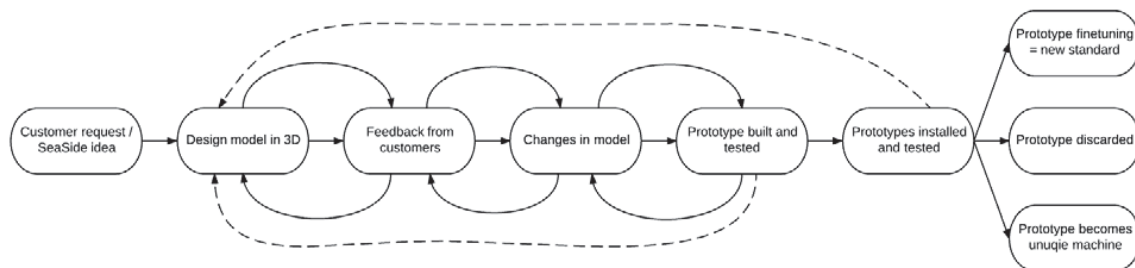 Customer request /
SeaSide idea
Design model in 3D
Feedback from
customers
Changes in model
Prototype built and
tested
Prototypes installed
and tested
Prototype finetuning
= new standard
Prototype discarded
Prototype becomes
unuqie machine